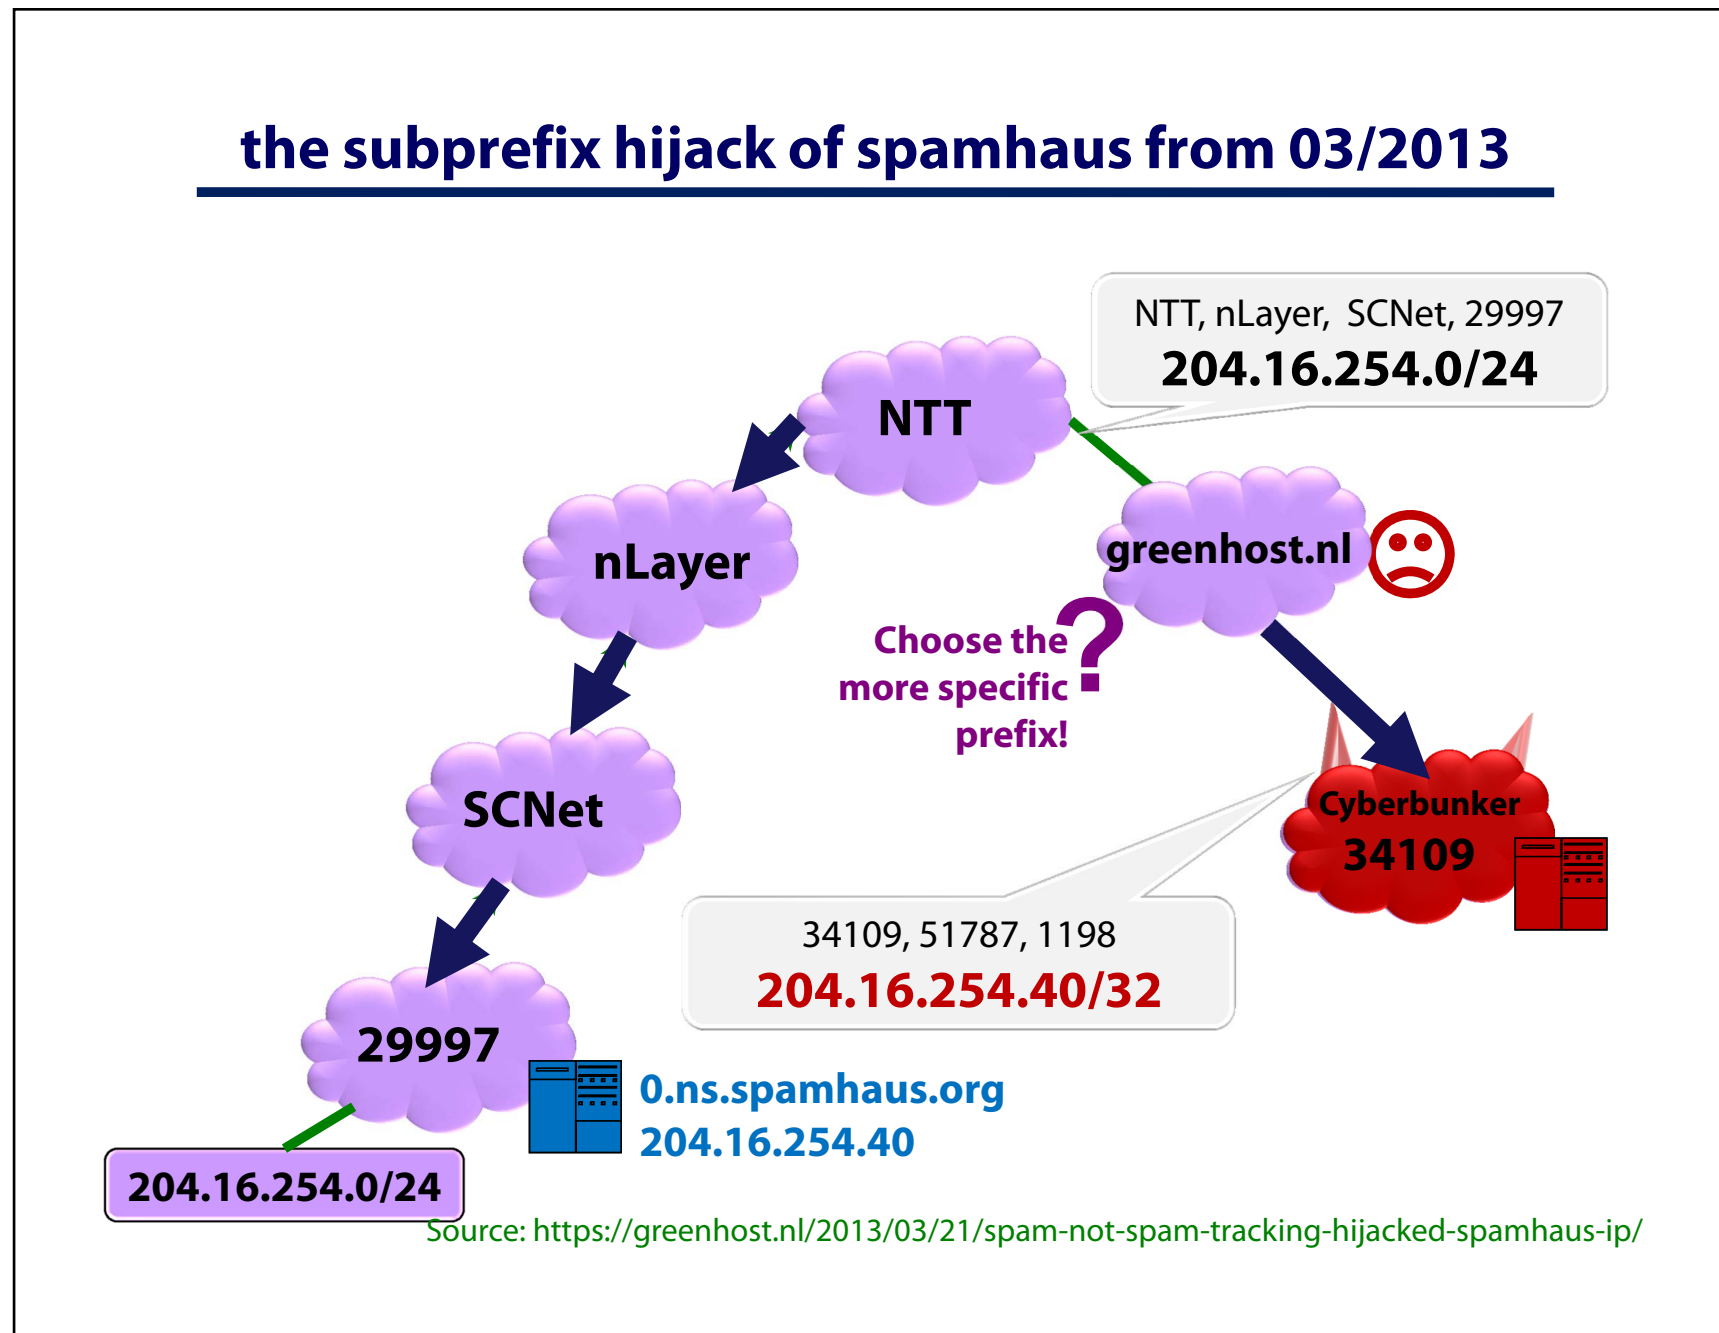 the subprefix hijack of spamhaus from 03/2013
NTT, nLayer, SCNet, 29997
204.16.254.0/24
NTT
nLayer
greenhost.nl
Choose the
more specific
prefix!
?
SCNet
Cyberbunker
34109
34109, 51787, 1198
204.16.254.40/32
29997
0.ns.spamhaus.org
204.16.254.40
204.16.254.0/24
Source: https://greenhost.nl/2013/03/21/spam-not-spam-tracking-hijacked-spamhaus-ip/